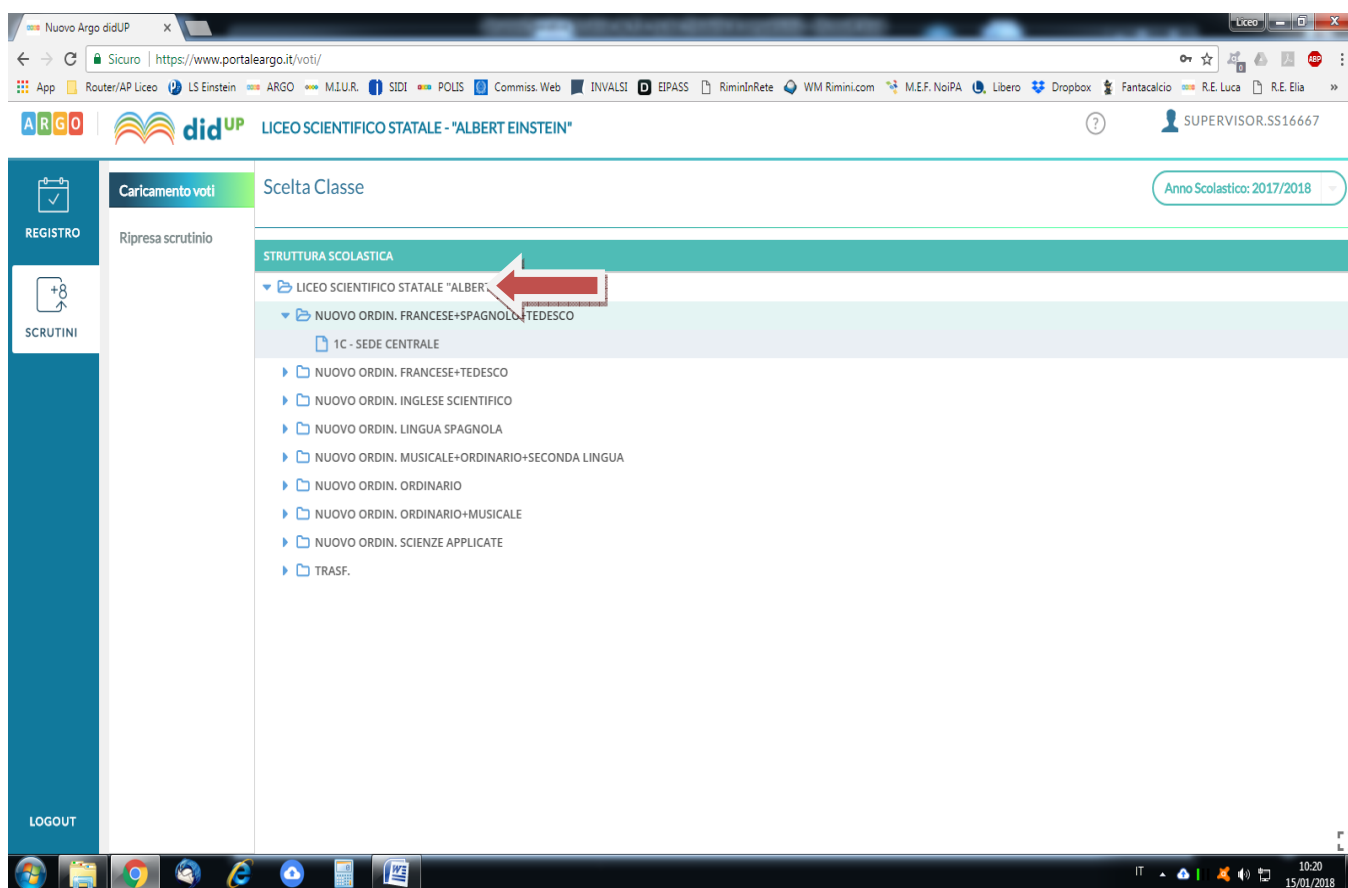 Nuovo Argo didUP
Liceo
Sicuro | https://www.portaleargo.it/voti/
App Router/AP Liceo LS Einstein ARGO M.I.U.R. SIDI POLIS Commiss. Web INVALSI EIPASS RiminInRete WM Rimini.com M.E.F. NoiPA Libero Dropbox Fantacalcio R.E. Luca R.E. Elia »
ARGO didUP LICEO SCIENTIFICO STATALE - "ALBERT EINSTEIN" ? SUPERVISOR.SS16667
REGISTRO
SCRUTINI
LOGOUT
Caricamento voti
Ripresa scrutinio
Scelta Classe
Anno Scolastico: 2017/2018
STRUTTURA SCOLASTICA
LICEO SCIENTIFICO STATALE "ALBERT
NUOVO ORDIN. FRANCESE+SPAGNOLO+TEDESCO
1C - SEDE CENTRALE
NUOVO ORDIN. FRANCESE+TEDESCO
NUOVO ORDIN. INGLESE SCIENTIFICO
NUOVO ORDIN. LINGUA SPAGNOLA
NUOVO ORDIN. MUSICALE+ORDINARIO+SECONDA LINGUA
NUOVO ORDIN. ORDINARIO
NUOVO ORDIN. ORDINARIO+MUSICALE
NUOVO ORDIN. SCIENZE APPLICATE
TRASF.
IT
10:20
15/01/2018